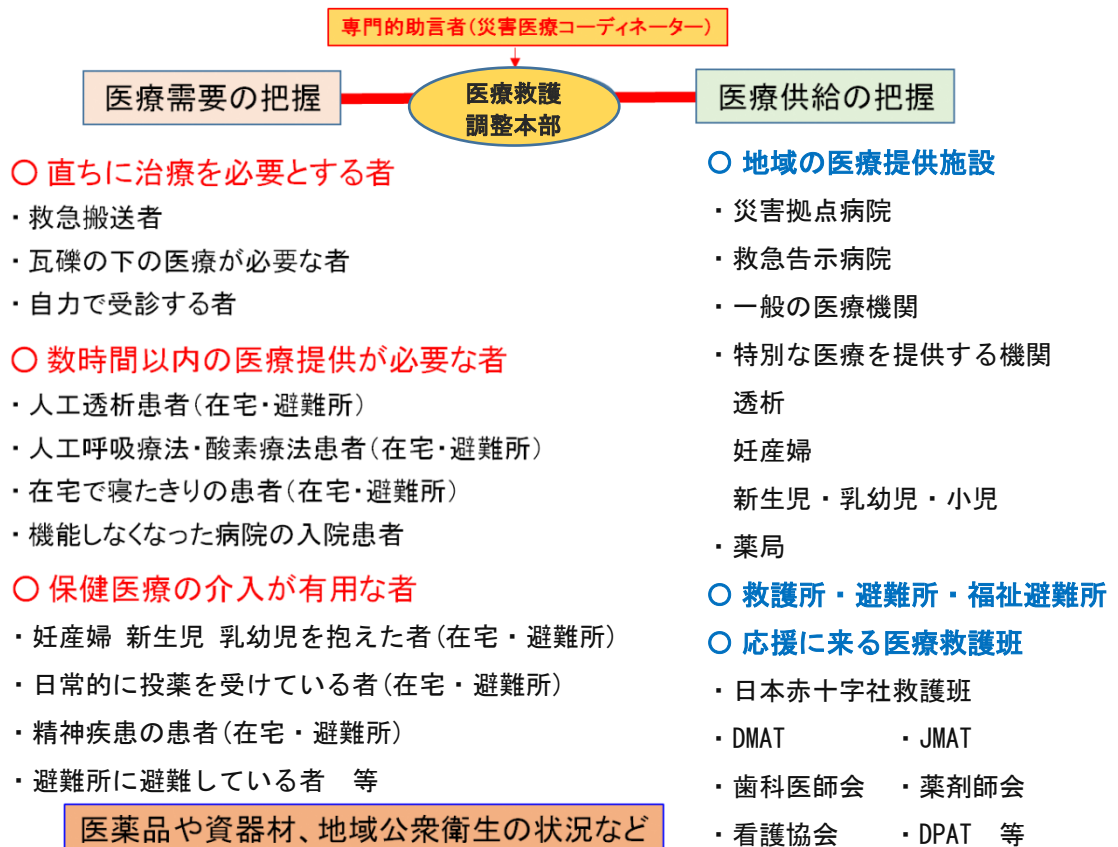 専門的助言者(災害医療コーディネーター)
医療需要の把握
医療救護
調整本部
医療供給の把握
〇 直ちに治療を必要とする者
・救急搬送者
・瓦礫の下の医療が必要な者
・自力で受診する者
〇 数時間以内の医療提供が必要な者
・人工透析患者(在宅・避難所)
・人工呼吸療法・酸素療法患者(在宅・避難所)
・在宅で寝たきりの患者(在宅・避難所)
・機能しなくなった病院の入院患者
〇 保健医療の介入が有用な者
・妊産婦 新生児 乳幼児を抱えた者(在宅・避難所)
・日常的に投薬を受けている者(在宅・避難所)
・精神疾患の患者(在宅・避難所)
・避難所に避難している者 等
医薬品や資器材、地域公衆衛生の状況など
〇 地域の医療提供施設
・災害拠点病院
・救急告示病院
・一般の医療機関
・特別な医療を提供する機関
透析
妊産婦
新生児・乳幼児・小児
・薬局
〇 救護所・避難所・福祉避難所
〇 応援に来る医療救護班
・日本赤十字社救護班
・DMAT ・JMAT
・歯科医師会 ・薬剤師会
・看護協会 ・DPAT 等